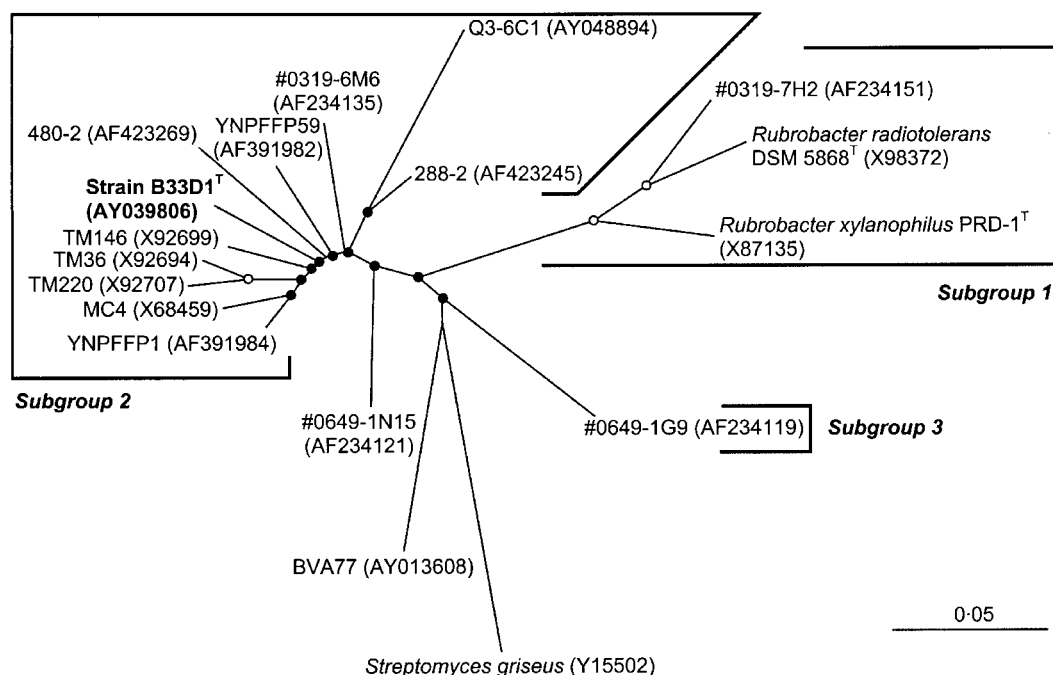 Q3-6C1 (AY048894)
#0319-6M6
(AF234135)
#0319-7H2 (AF234151)
YNPFFP59
(AF391982)
480-2 (AF423269)
Rubrobacter radiotolerans
DSM 5868ᵀ (X98372)
288-2 (AF423245)
Strain B33D1ᵀ
(AY039806)
TM146 (X92699)
TM36 (X92694)
TM220 (X92707)
MC4 (X68459)
YNPFFP1 (AF391984)
Rubrobacter xylanophilus PRD-1ᵀ
(X87135)
Subgroup 1
Subgroup 2
#0649-1N15
(AF234121)
#0649-1G9 (AF234119)
Subgroup 3
BVA77 (AY013608)
0·05
Streptomyces griseus (Y15502)